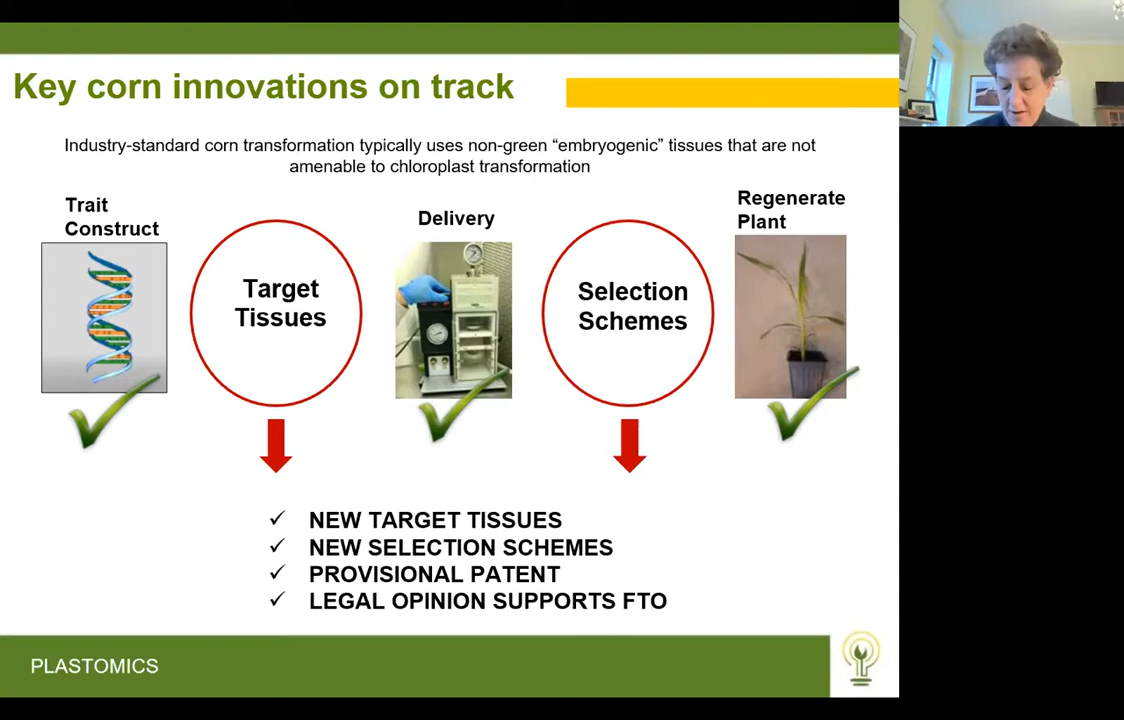 Key corn innovations on track
Industry-standard corn transformation typically uses non-green “embryogenic” tissues that are not
amenable to chloroplast transformation
Trait
Construct
Target
Tissues
Delivery
Selection
Schemes
Regenerate
Plant
NEW TARGET TISSUES
NEW SELECTION SCHEMES
PROVISIONAL PATENT
LEGAL OPINION SUPPORTS FTO
PLASTOMICS